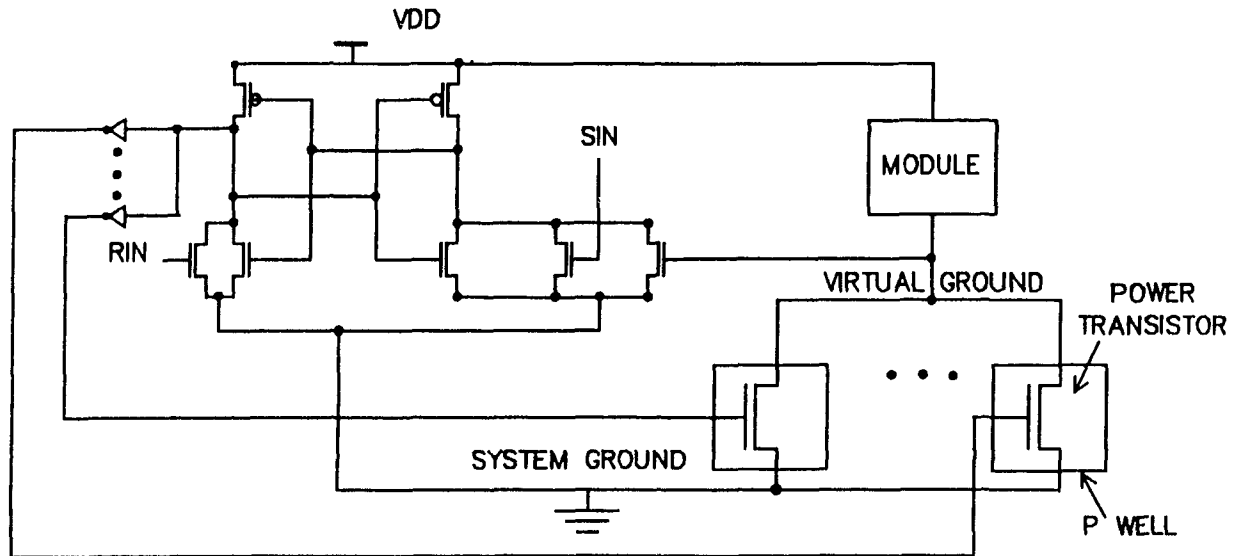 VDD
SIN
MODULE
RIN
VIRTUAL GROUND
POWER
TRANSISTOR
SYSTEM GROUND
P WELL